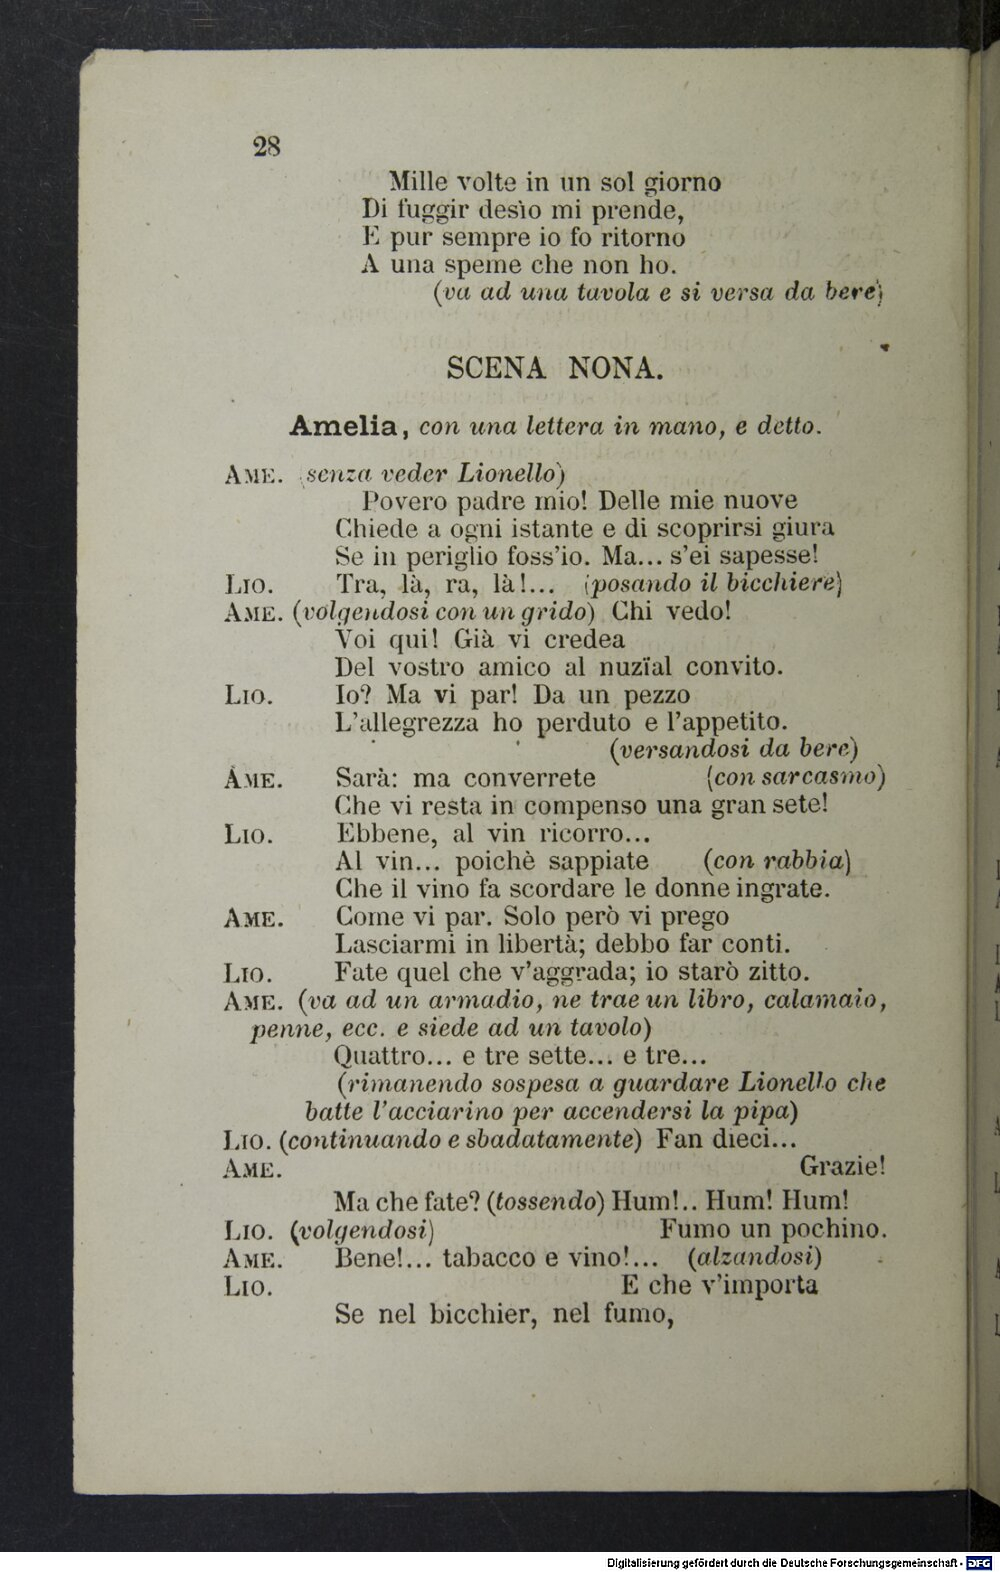 28
Mille volte in un sol giorno
Di fuggir desìo mi prende,
E pur sempre io fo ritorno
A una speme che non ho.
(va ad una tavola e si versa da bere)
SCENA NONA.
Amelia, con una lettera in mano, e detto.
AME. (senza veder Lionello)
Povero padre mio! Delle mie nuove
Chiede a ogni istante e di scoprirsi giura
Se in periglio foss'io. Ma... s'ei sapesse!
LIO. Tra, là, ra, là!... (posando il bicchiere)
AME. (volgendosi con un grido) Chi vedo!
Voi qui! Già vi credea
Del vostro amico al nuzïal convito.
LIO. Io? Ma vi par! Da un pezzo
L'allegrezza ho perduto e l'appetito.
(versandosi da bere)
AME. Sarà: ma converrete (con sarcasmo)
Che vi resta in compenso una gran sete!
LIO. Ebbene, al vin ricorro...
Al vin... poichè sappiate (con rabbia)
Che il vino fa scordare le donne ingrate.
AME. Come vi par. Solo però vi prego
Lasciarmi in libertà; debbo far conti.
LIO. Fate quel che v'aggrada; io starò zitto.
AME. (va ad un armadio, ne trae un libro, calamaio,
penne, ecc. e siede ad un tavolo)
Quattro... e tre sette... e tre...
(rimanendo sospesa a guardare Lionello che
batte l'acciarino per accendersi la pipa)
LIO. (continuando e sbadatamente) Fan dieci...
AME. Grazie!
Ma che fate? (tossendo) Hum!.. Hum! Hum!
LIO. (volgendosi) Fumo un pochino.
AME. Bene!... tabacco e vino!... (alzandosi)
LIO. E che v'importa
Se nel bicchier, nel fumo,
Digitalisierung gefördert durch die Deutsche Forschungsgemeinschaft - DFG